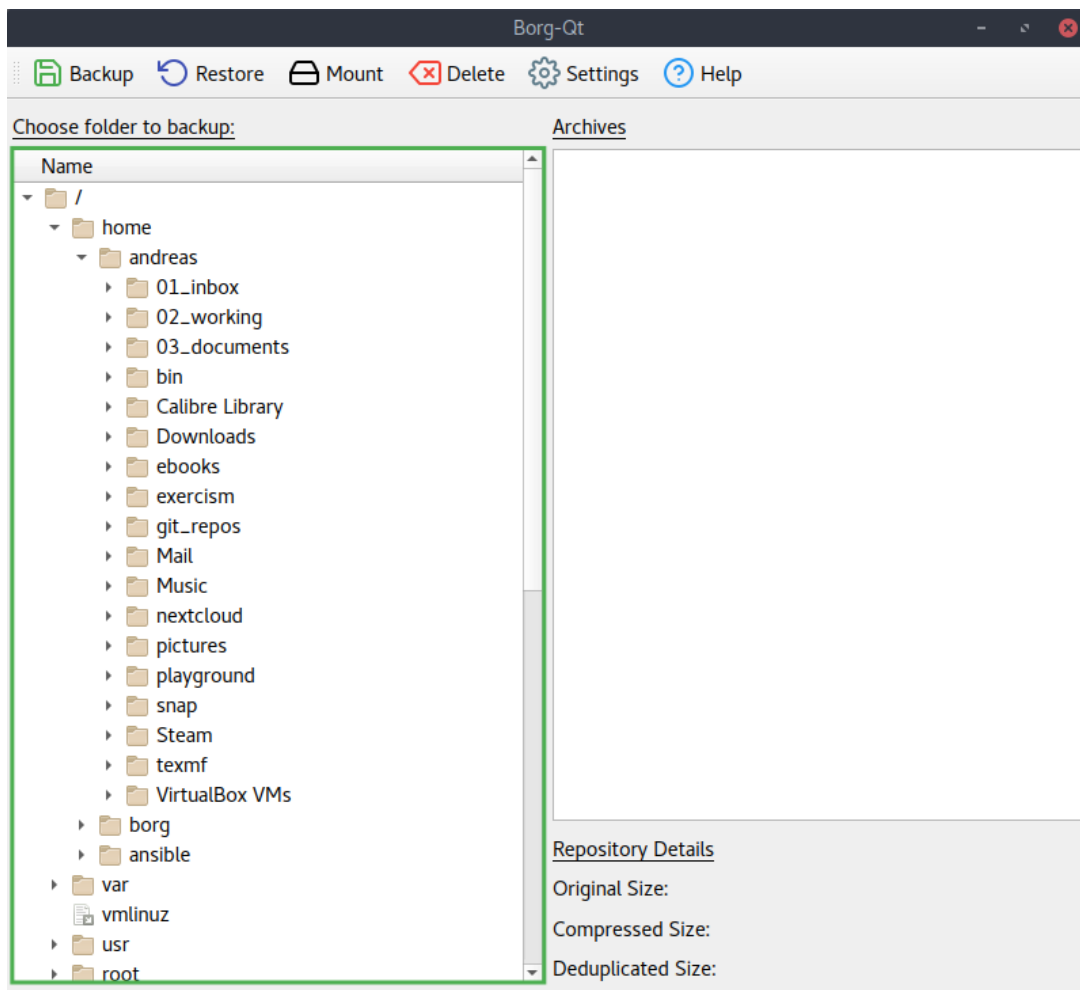 Borg-Qt
Backup Restore Mount Delete Settings Help
Choose folder to backup:
Name
/
home
andreas
01_inbox
02_working
03_documents
bin
Calibre Library
Downloads
ebooks
exercism
git_repos
Mail
Music
nextcloud
pictures
playground
snap
Steam
texmf
VirtualBox VMs
borg
ansible
var
vmlinuz
usr
root
Archives
Repository Details
Original Size:
Compressed Size:
Deduplicated Size: